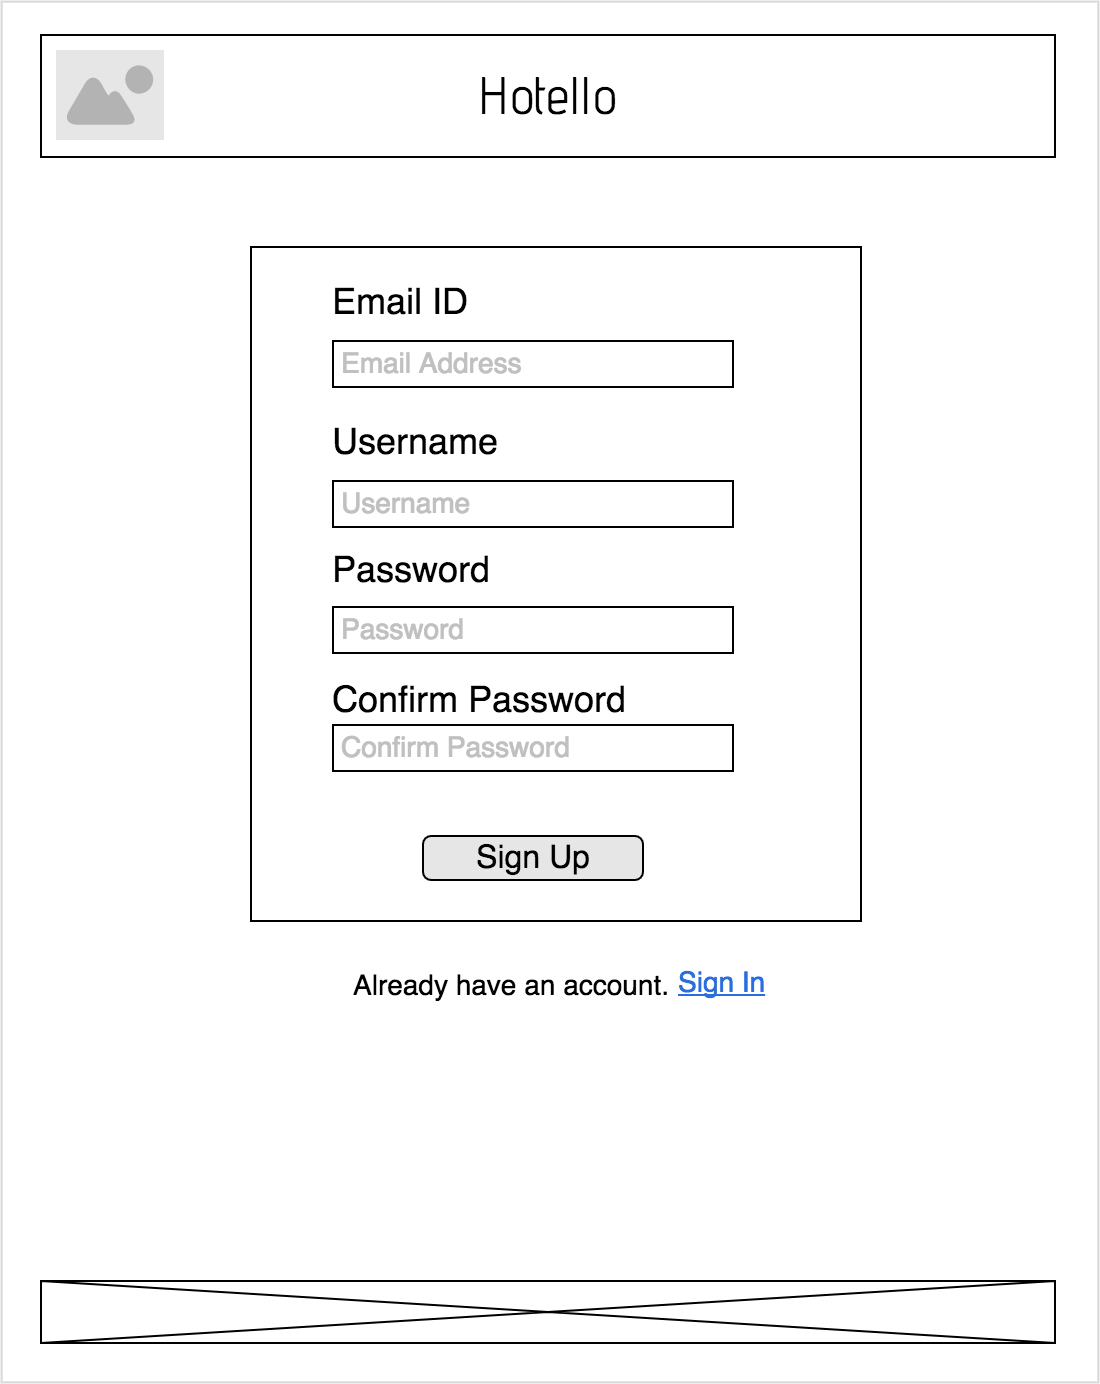 Hotello
Email ID
Email Address
Username
Username
Password
Password
Confirm Password
Confirm Password
Sign Up
Already have an account. Sign In